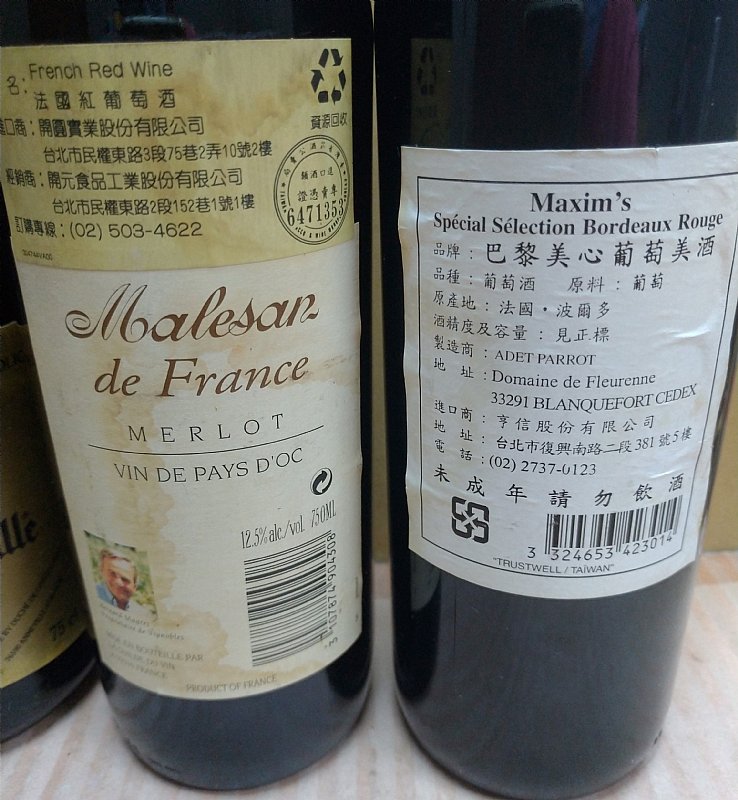 名：French Red Wine
法國紅葡萄酒
進口商：開圓實業股份有限公司
台北市民權東路3段75巷2弄10號2樓
經銷商：開元食品工業股份有限公司
台北市民權東路2段152巷1號1樓
訂購專線：(02) 503-4622
資源回收
6471353
Malesan
de France
MERLOT
VIN DE PAYS D'OC
12.5% alc./vol. 750ML
PRODUCT OF FRANCE
Maxim's
Spécial Sélection Bordeaux Rouge
品牌：巴黎美心葡萄美酒
品種：葡萄酒 原料：葡萄
原產地：法國・波爾多
酒精度及容量：見正標
製造商：ADET PARROT
地 址：Domaine de Fleurenne
33291 BLANQUEFORT CEDEX
進口商：亨信股份有限公司
地 址：台北市復興南路二段381號5樓
電 話：(02) 2737-0123
未成年請勿飲酒
3 324653 423014
"TRUSTWELL / TAÏWAN"